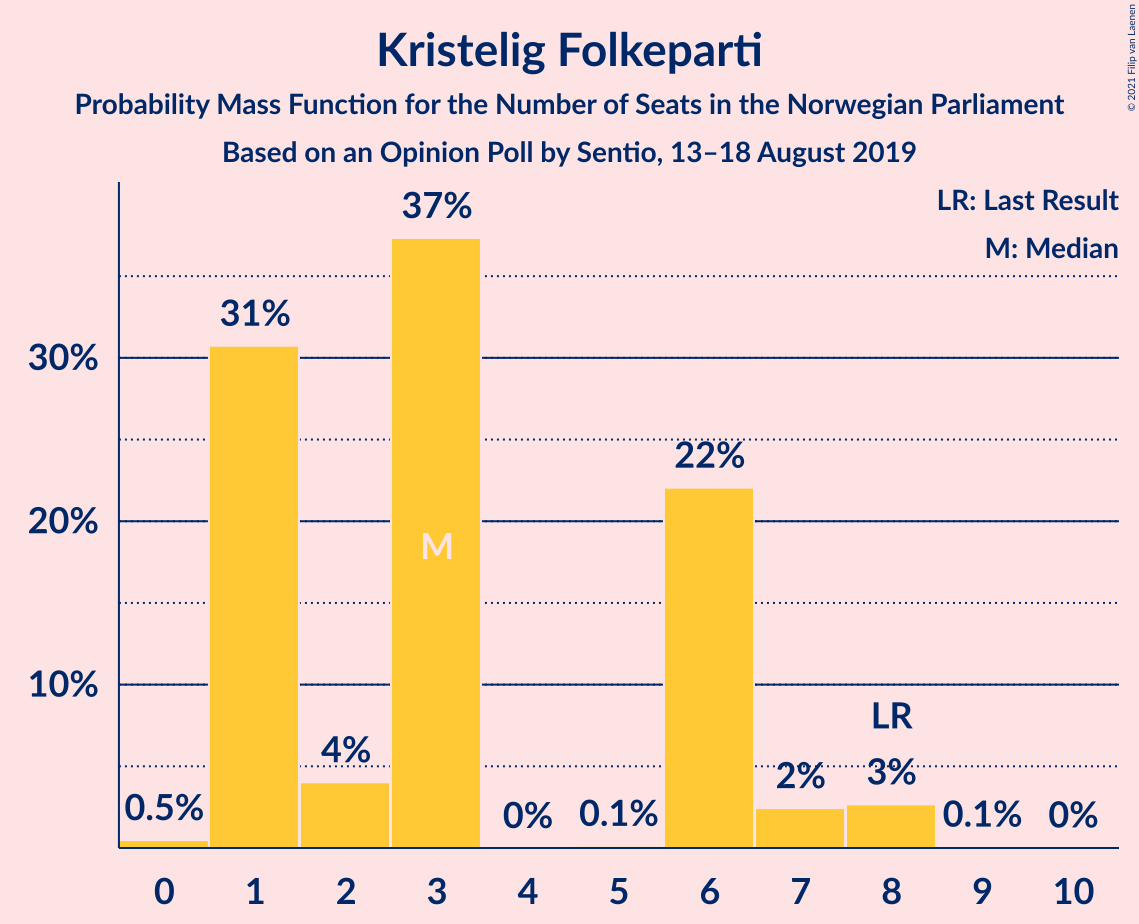 Kristelig Folkeparti
Probability Mass Function for the Number of Seats in the Norwegian Parliament
Based on an Opinion Poll by Sentio, 13–18 August 2019
© 2021 Filip van Laenen
LR: Last Result
M: Median
37%
31%
30%
22%
20%
M
10%
LR
4%
2%
3%
0.5%
0%
0.1%
0.1%
0%
0 1 2 3 4 5 6 7 8 9 10